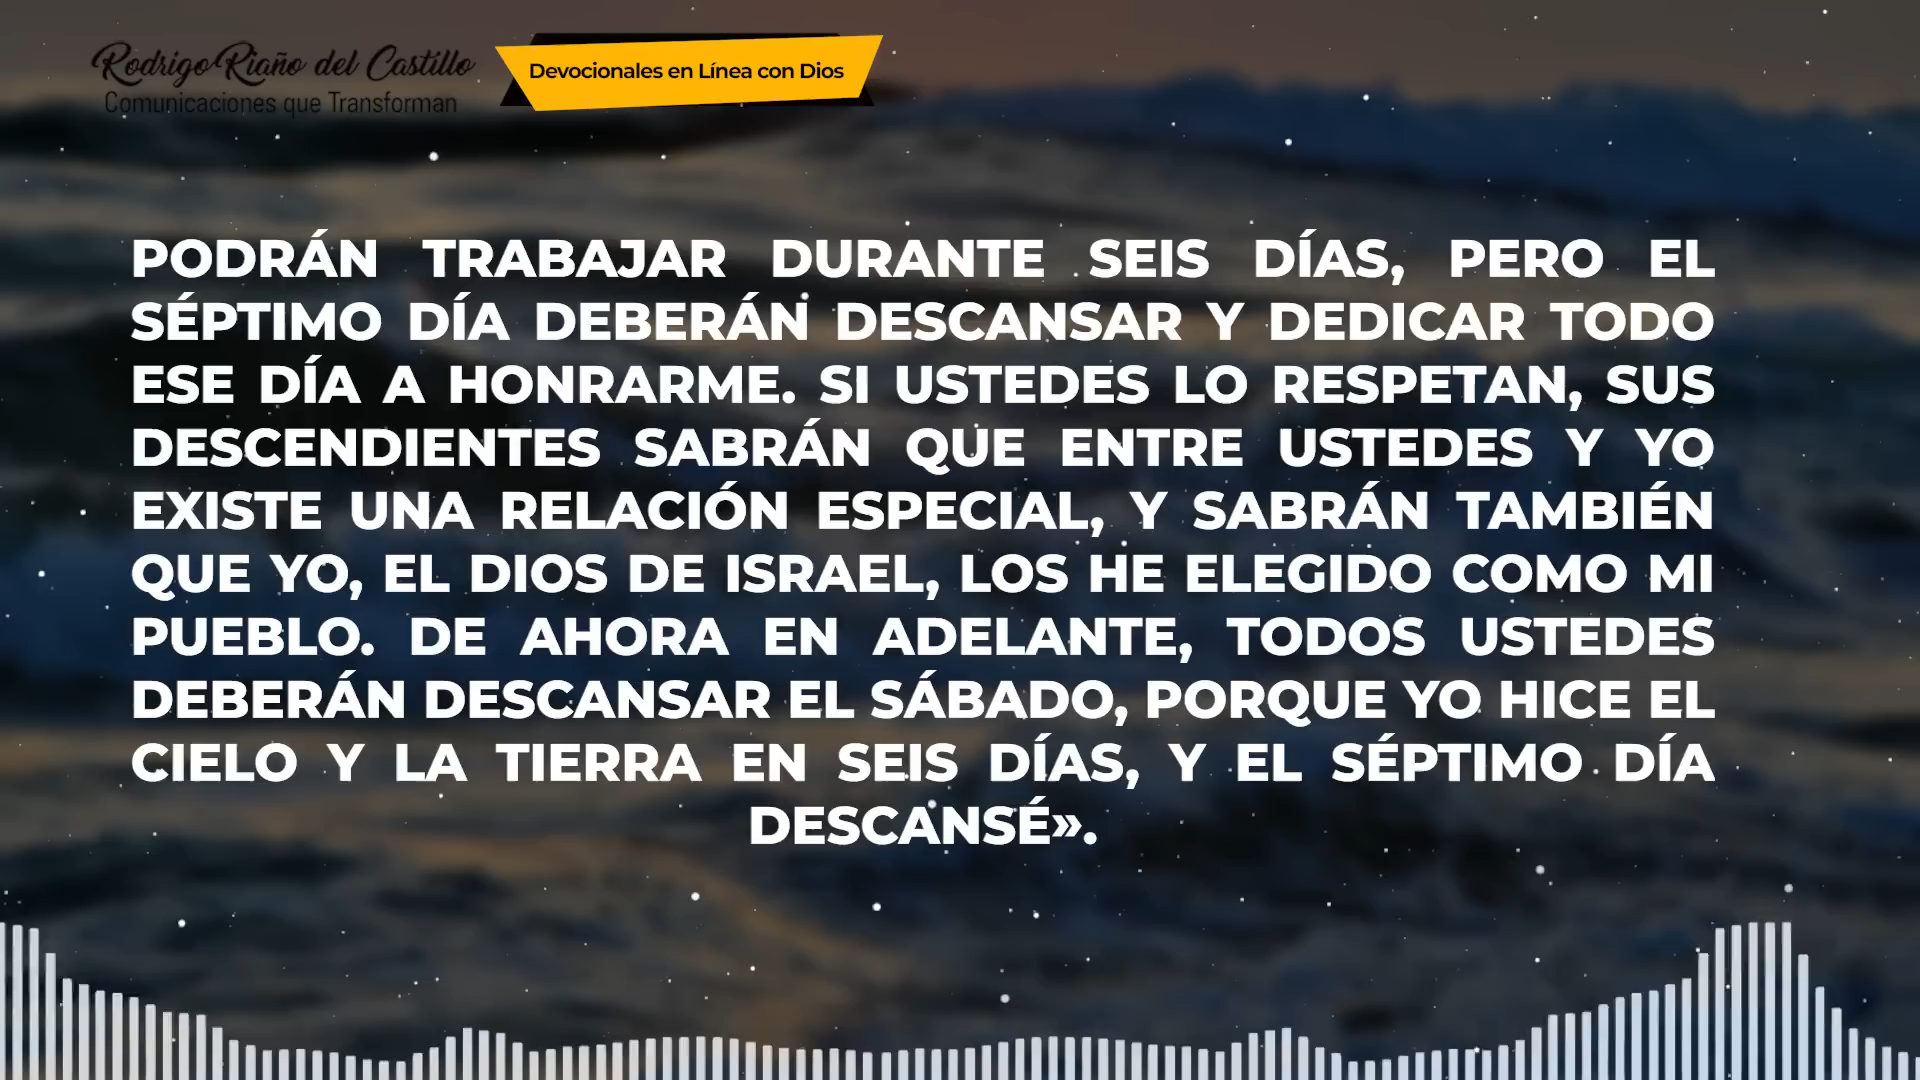 Rodrigo Riaño del Castillo
Comunicaciones que Transforman
Devocionales en Línea con Dios
PODRÁN TRABAJAR DURANTE SEIS DÍAS, PERO EL
SÉPTIMO DÍA DEBERÁN DESCANSAR Y DEDICAR TODO
ESE DÍA A HONRARME. SI USTEDES LO RESPETAN, SUS
DESCENDIENTES SABRÁN QUE ENTRE USTEDES Y YO
EXISTE UNA RELACIÓN ESPECIAL, Y SABRÁN TAMBIÉN
QUE YO, EL DIOS DE ISRAEL, LOS HE ELEGIDO COMO MI
PUEBLO. DE AHORA EN ADELANTE, TODOS USTEDES
DEBERÁN DESCANSAR EL SÁBADO, PORQUE YO HICE EL
CIELO Y LA TIERRA EN SEIS DÍAS, Y EL SÉPTIMO DÍA
DESCANSÉ».